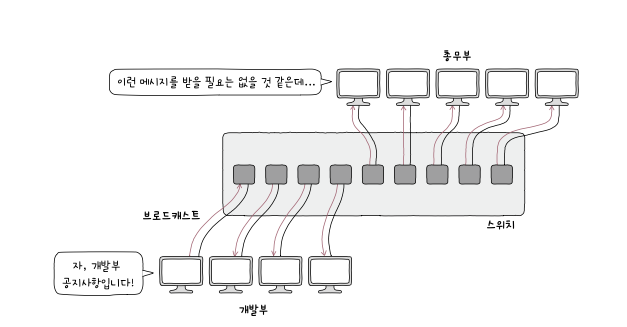 총무부
이런 메시지를 받을 필요는 없을 것 같은데...
브로드캐스트
스위치
자, 개발부
공지사항입니다!
개발부